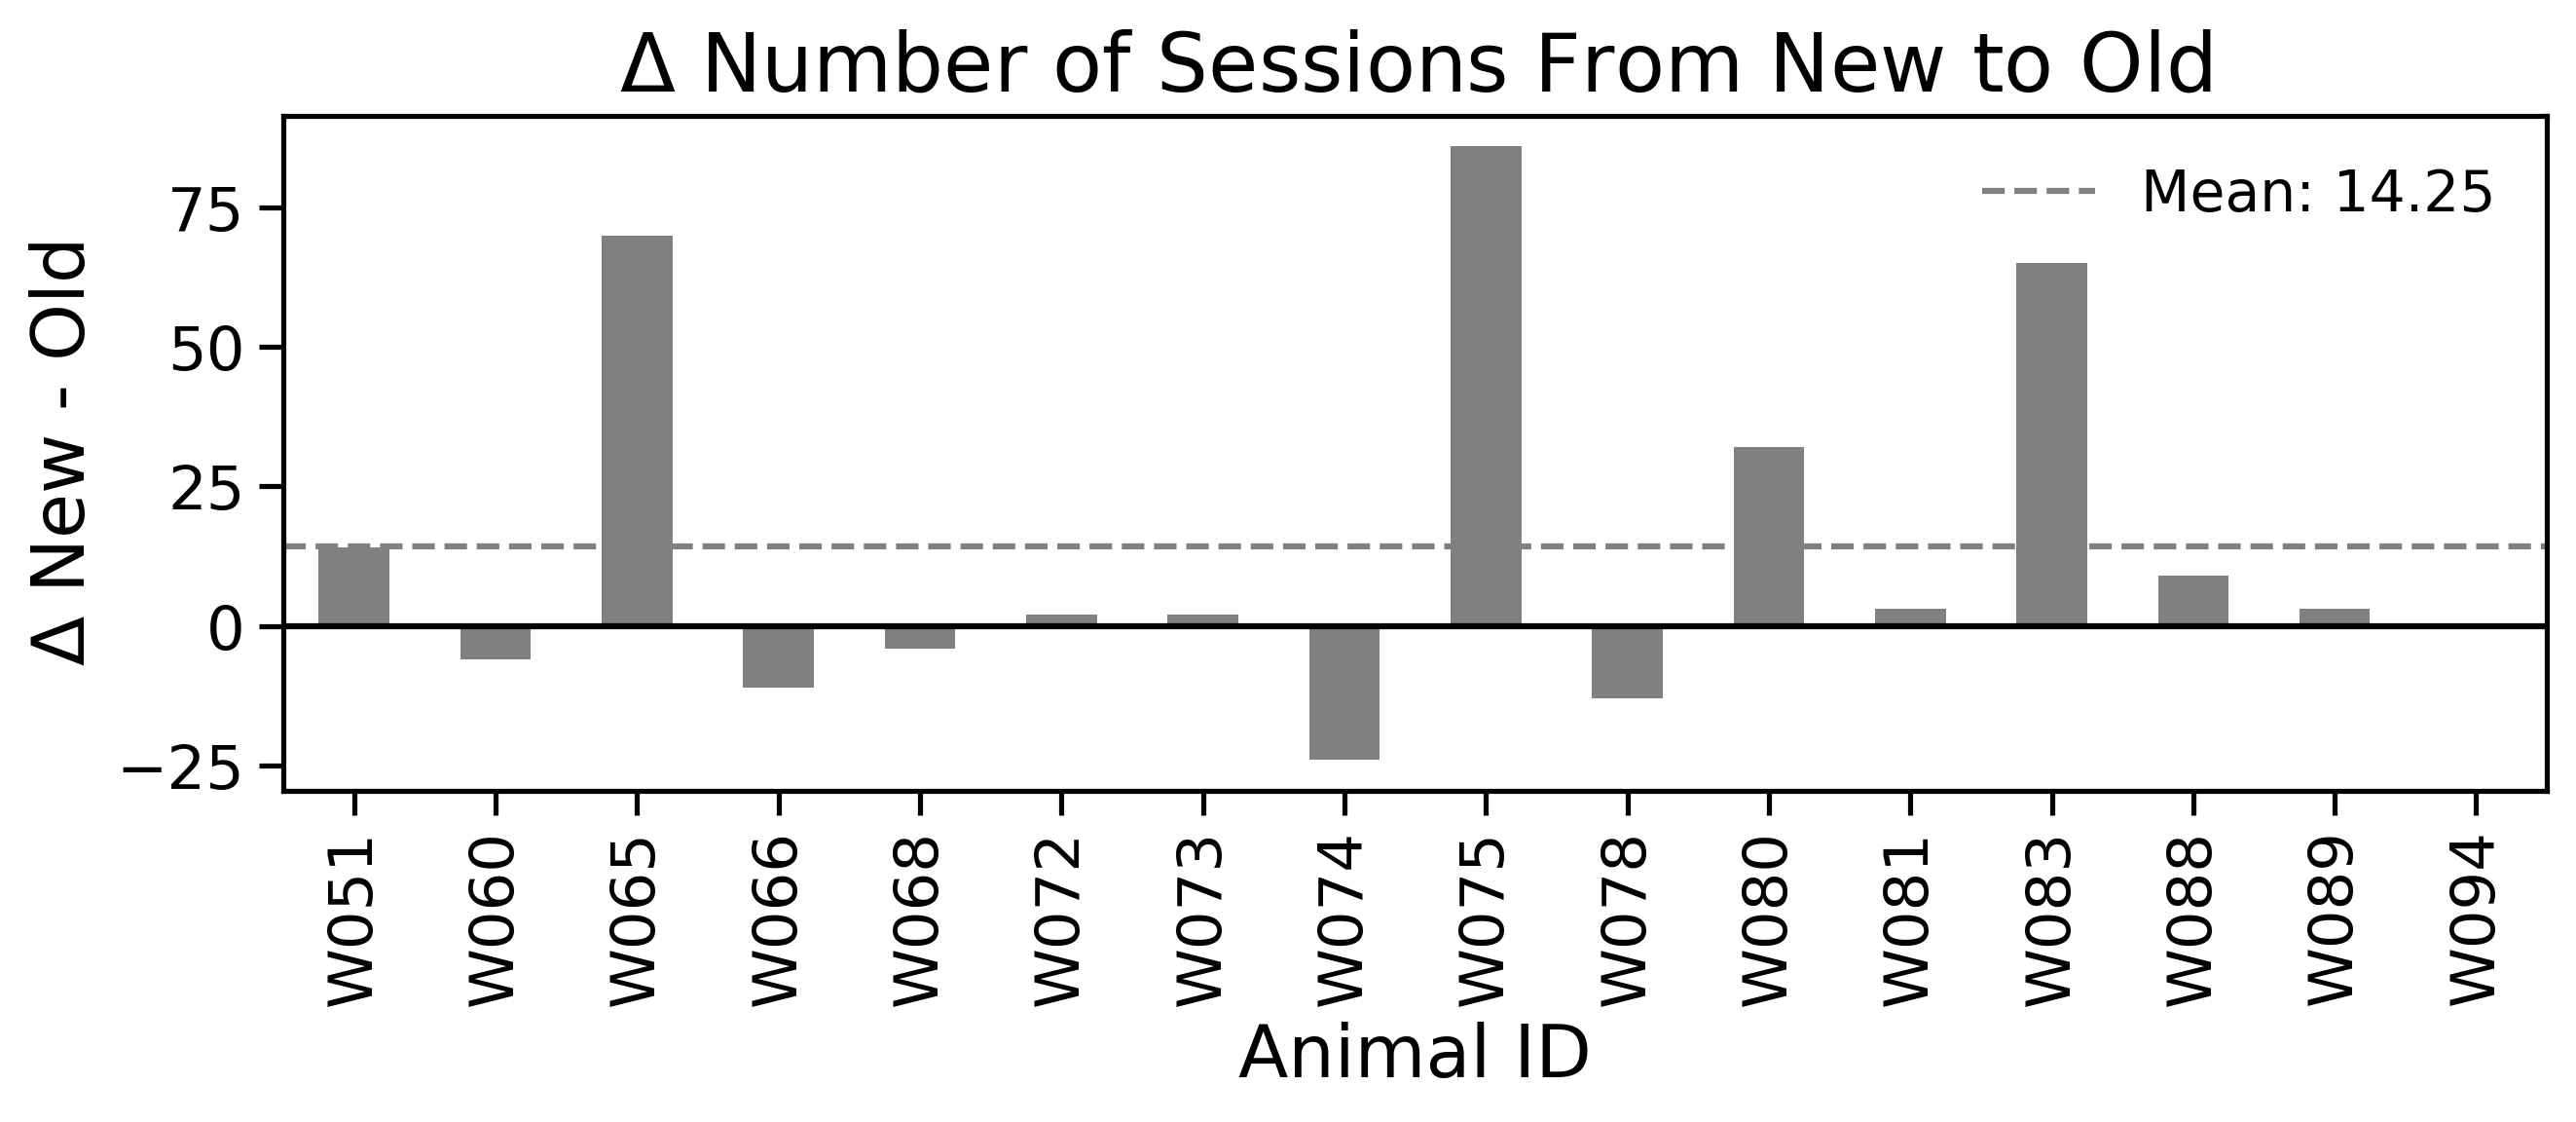 Δ Number of Sessions From New to Old
Δ New - Old
75
50
25
0
−25
Mean: 14.25
W051
W060
W065
W066
W068
W072
W073
W074
W075
W078
W080
W081
W083
W088
W089
W094
Animal ID